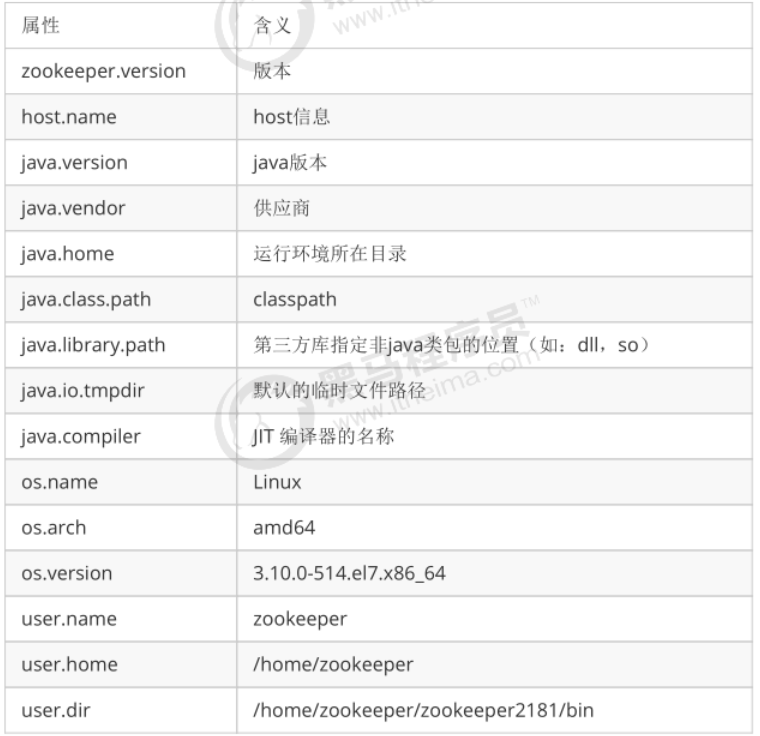 属性 含义
zookeeper.version 版本
host.name host信息
java.version java版本
java.vendor 供应商
java.home 运行环境所在目录
java.class.path classpath
java.library.path 第三方库指定非java类包的位置（如：dll，so）
java.io.tmpdir 默认的临时文件路径
java.compiler JIT 编译器的名称
os.name Linux
os.arch amd64
os.version 3.10.0-514.el7.x86_64
user.name zookeeper
user.home /home/zookeeper
user.dir /home/zookeeper/zookeeper2181/bin
黑马程序员™
www.itheima.com